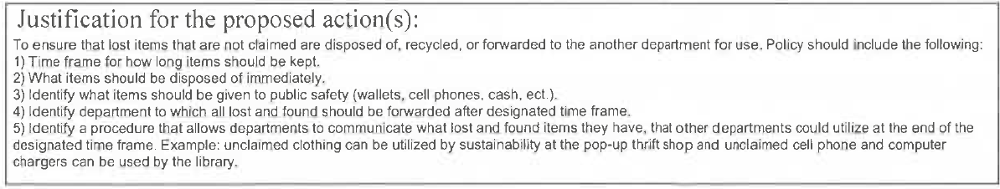 Justification for the proposed action(s):
To ensure that lost items that are not claimed are disposed of, recycled, or forwarded to the another department for use. Policy should include the following:
1) Time frame for how long items should be kept.
2) What items should be disposed of immediately.
3) Identify what items should be given to public safety (wallets, cell phones, cash, ect.).
4) Identify department to which all lost and found should be forwarded after designated time frame.
5) Identify a procedure that allows departments to communicate what lost and found items they have, that other departments could utilize at the end of the
designated time frame. Example: unclaimed clothing can be utilized by sustainability at the pop-up thrift shop and unclaimed cell phone and computer
chargers can be used by the library.